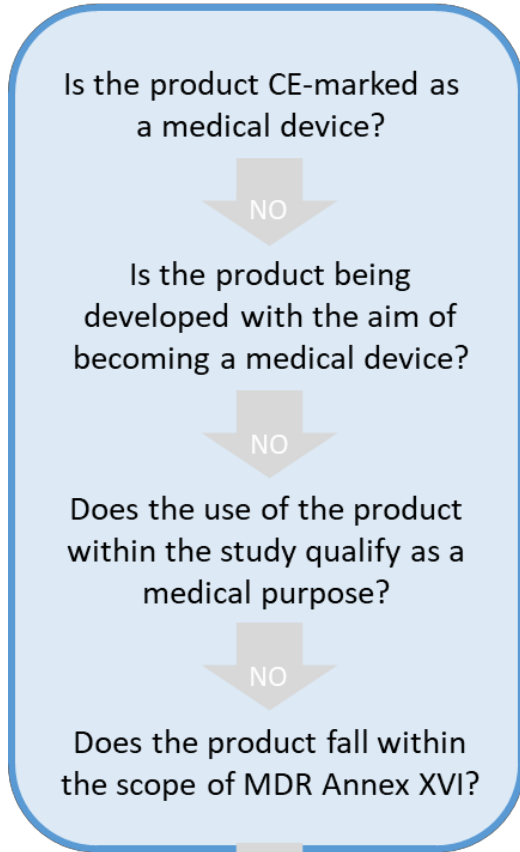 Is the product CE-marked as
a medical device?
NO
Is the product being
developed with the aim of
becoming a medical device?
NO
Does the use of the product
within the study qualify as a
medical purpose?
NO
Does the product fall within
the scope of MDR Annex XVI?